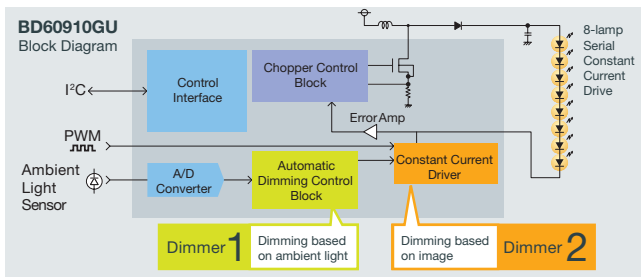 BD60910GU
Block Diagram
I²C
Control
Interface
Chopper Control
Block
8-lamp
Serial
Constant
Current
Drive
Error Amp
PWM
Ambient
Light
Sensor
A/D
Converter
Automatic
Dimming Control
Block
Constant Current
Driver
Dimmer 1
Dimming based
on ambient light
Dimming based
on image
Dimmer 2